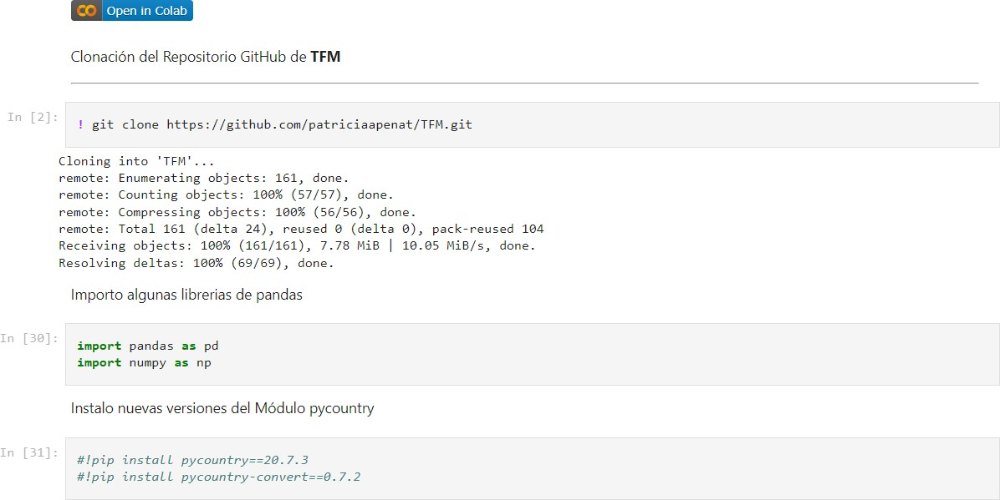 CO Open in Colab
Clonación del Repositorio GitHub de TFM
In [2]: ! git clone https://github.com/patriciaapenat/TFM.git
Cloning into 'TFM'...
remote: Enumerating objects: 161, done.
remote: Counting objects: 100% (57/57), done.
remote: Compressing objects: 100% (56/56), done.
remote: Total 161 (delta 24), reused 0 (delta 0), pack-reused 104
Receiving objects: 100% (161/161), 7.78 MiB | 10.05 MiB/s, done.
Resolving deltas: 100% (69/69), done.
Importo algunas librerias de pandas
In [30]: import pandas as pd
import numpy as np
Instalo nuevas versiones del Módulo pycountry
In [31]: #!pip install pycountry==20.7.3
#!pip install pycountry-convert==0.7.2